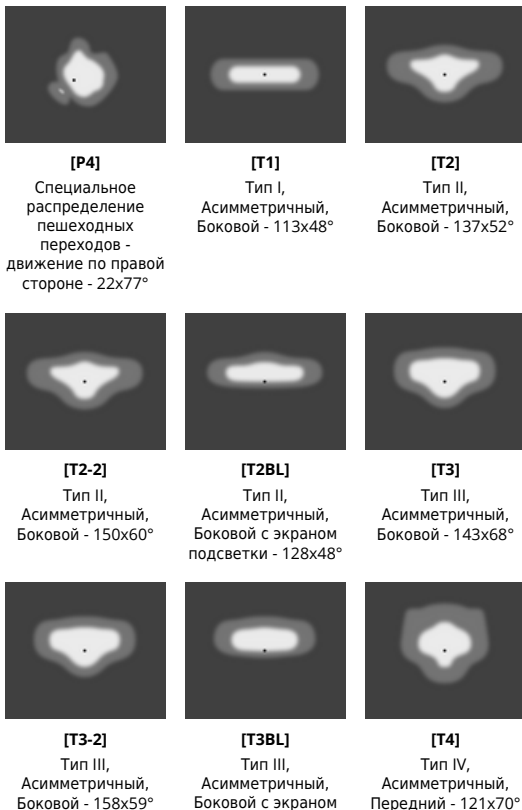 [P4]
Специальное
распределение
пешеходных
переходов -
движение по правой
стороне - 22x77°
[T1]
Тип I,
Асимметричный,
Боковой - 113x48°
[T2]
Тип II,
Асимметричный,
Боковой - 137x52°
[T2-2]
Тип II,
Асимметричный,
Боковой - 150x60°
[T2BL]
Тип II,
Асимметричный,
Боковой с экраном
подсветки - 128x48°
[T3]
Тип III,
Асимметричный,
Боковой - 143x68°
[T3-2]
Тип III,
Асимметричный,
Боковой - 158x59°
[T3BL]
Тип III,
Асимметричный,
Боковой с экраном
[T4]
Тип IV,
Асимметричный,
Передний - 121x70°